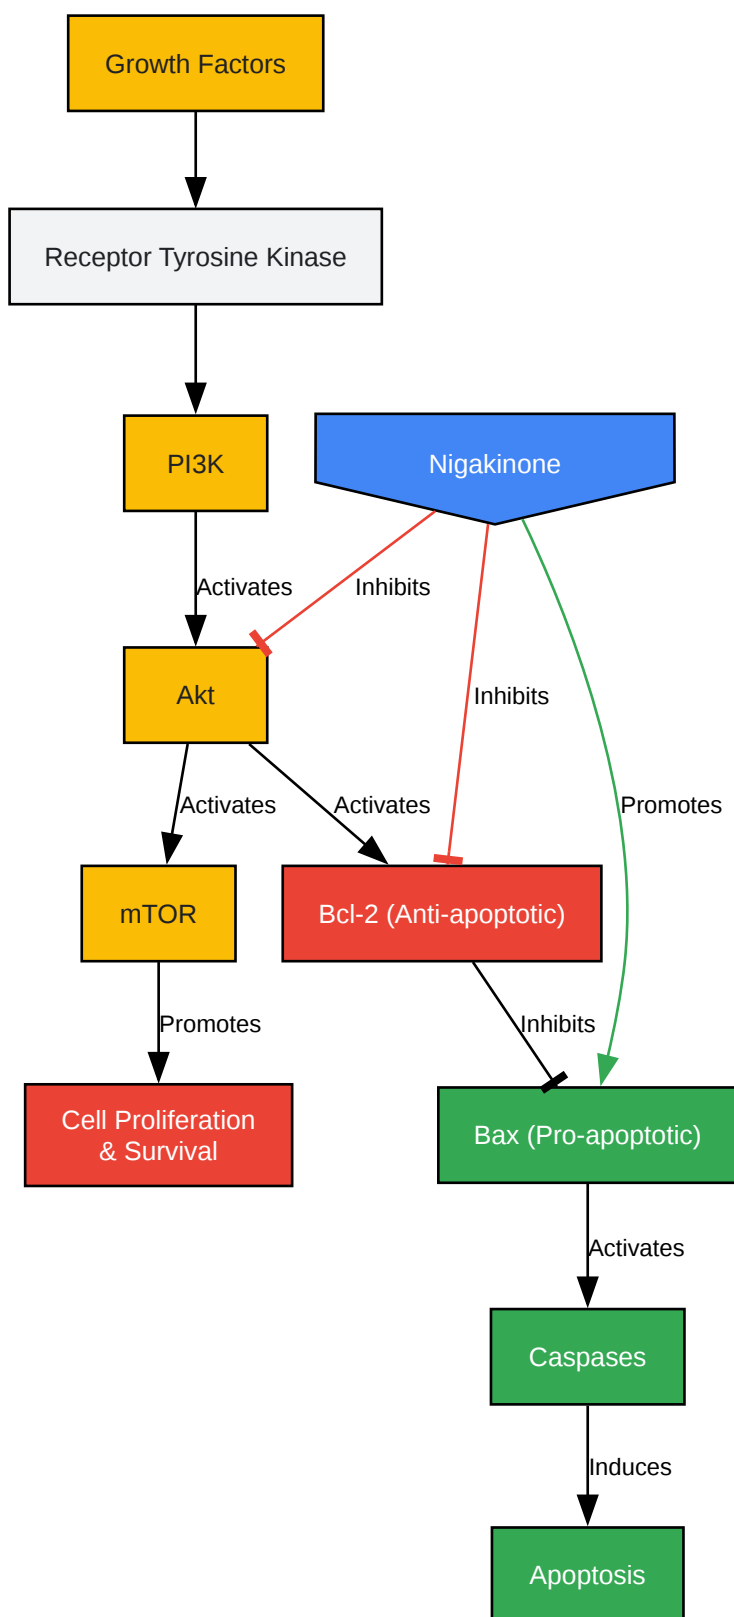 Growth Factors
Receptor Tyrosine Kinase
PI3K
Nigakinone
Activates
Inhibits
Akt
Inhibits
Activates
Activates
Promotes
mTOR
Bcl-2 (Anti-apoptotic)
Promotes
Inhibits
Cell Proliferation
& Survival
Bax (Pro-apoptotic)
Activates
Caspases
Induces
Apoptosis